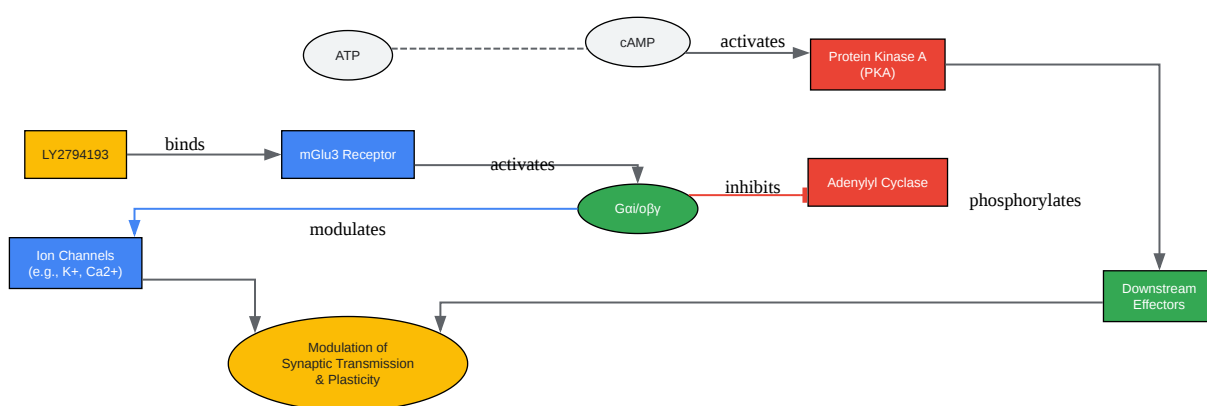 ATP
cAMP
activates
Protein Kinase A
(PKA)
LY2794193
binds
mGlu3 Receptor
activates
Gαi/oβγ
inhibits
Adenylyl Cyclase
phosphorylates
modulates
Ion Channels
(e.g., K+, Ca2+)
Downstream
Effectors
Modulation of
Synaptic Transmission
& Plasticity